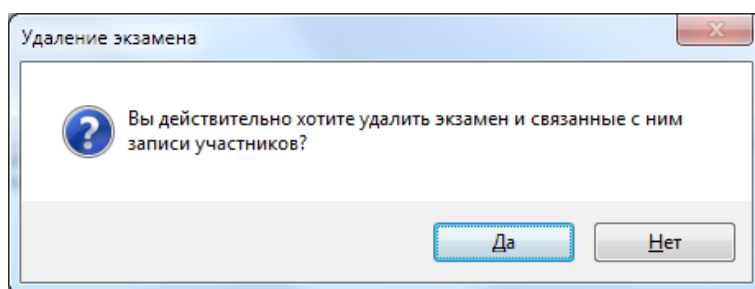 Удаление экзамена
Вы действительно хотите удалить экзамен и связанные с ним
записи участников?
Да
Нет